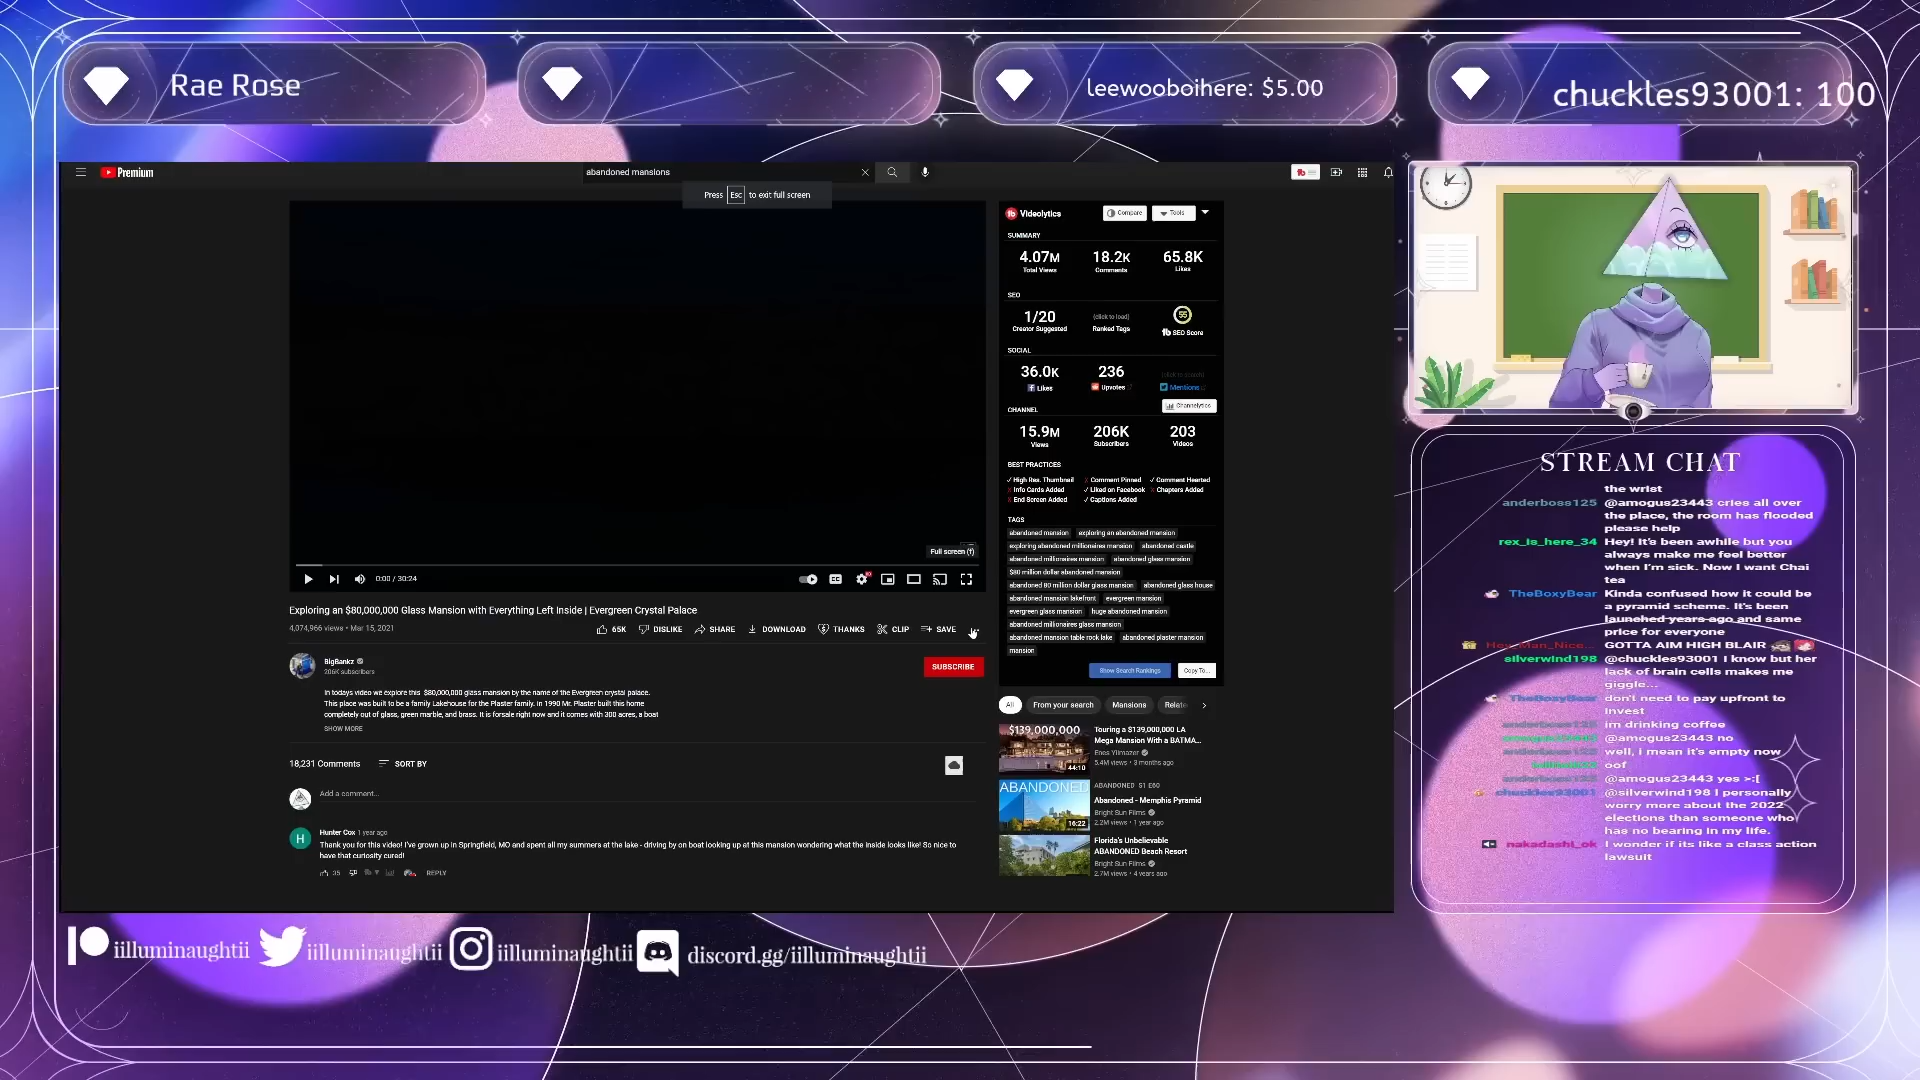 Rae Rose
leewooboihere: $5.00
chuckles93001: 100
Premium
abandoned mansions
Press Esc to exit full screen
Full screen (f)
0:00 / 30:24
Exploring an $80,000,000 Glass Mansion with Everything Left Inside | Evergreen Crystal Palace
4,074,966 views • Mar 15, 2021
65K DISLIKE SHARE DOWNLOAD THANKS CLIP SAVE
BigBankz
206K subscribers
SUBSCRIBE
In todays video we explore this $80,000,000 glass mansion by the name of the Evergreen crystal palace.
This place was built to be a family Lakehouse for the Plaster family. In 1990 Mr. Plaster built this home
completely out of glass, green marble, and brass. It is forsale right now and it comes with 300 acres, a boat
SHOW MORE
18,231 Comments SORT BY
Add a comment...
H
Hunter Cox 1 year ago
Thank you for this video! I've grown up in Springfield, MO and spent all my summers at the lake - driving by on boat looking up at this mansion wondering what the inside looks like! So nice to
have that curiosity cured!
35 REPLY
Videolytics Compare Tools
SUMMARY
4.07M 18.2K 65.8K
Total Views Comments Likes
SEO
1/20 (click to load) 55
Creator Suggested Ranked Tags SEO Score
SOCIAL
36.0K 236
Likes Upvotes Mentions
Channelytics
CHANNEL
15.9M 206K 203
Views Subscribers Videos
BEST PRACTICES
High Res. Thumbnail Comment Pinned Comment Hearted
Info Cards Added Liked on Facebook Chapters Added
End Screen Added Captions Added
TAGS
abandoned mansion exploring an abandoned mansion
exploring abandoned millionaires mansion abandoned castle
abandoned millionaires mansion abandoned glass mansion
$80 million dollar abandoned mansion
abandoned 80 million dollar glass mansion abandoned glass house
abandoned mansion lakefront evergreen mansion
evergreen glass mansion huge abandoned mansion
abandoned millionaires glass mansion
abandoned mansion table rock lake abandoned plaster mansion
mansion
Show Search Rankings Copy To...
All From your search Mansions Relate
$139,000,000
44:10
Touring a $139,000,000 LA
Mega Mansion With a BATMA...
Enes Yilmazer
5.4M views • 3 months ago
ABANDONED
16:22
ABANDONED S1 E60
Abandoned - Memphis Pyramid
Bright Sun Films
2.2M views • 1 year ago
Florida's Unbelievable
ABANDONED Beach Resort
Bright Sun Films
2.7M views • 4 years ago
STREAM CHAT
the wrist
anderboss125 @amogus23443 cries all over
the place, the room has flooded
please help
rex_is_here_34 Hey! It's been awhile but you
always make me feel better
when I'm sick. Now I want Chai
tea
TheBoxyBear Kinda confused how it could be
a pyramid scheme. It's been
launched years ago and same
price for everyone
Hey_Man_Nice... GOTTA AIM HIGH BLAIR
silverwind198 @chuckles93001 I know but her
lack of brain cells makes me
giggle...
TheBoxyBear don't need to pay upfront to
invest
anderboss125 im drinking coffee
@amogus23443 no
anderboss125 well, i mean it's empty now
oof
anderboss125 @amogus23443 yes >:[
chuckles93001 @silverwind198 I personally
worry more about the 2022
elections than someone who
has no bearing in my life.
nakadashi_ok I wonder if its like a class action
lawsuit
iilluminaughtii iilluminaughtii iilluminaughtii discord.gg/iilluminaughtii